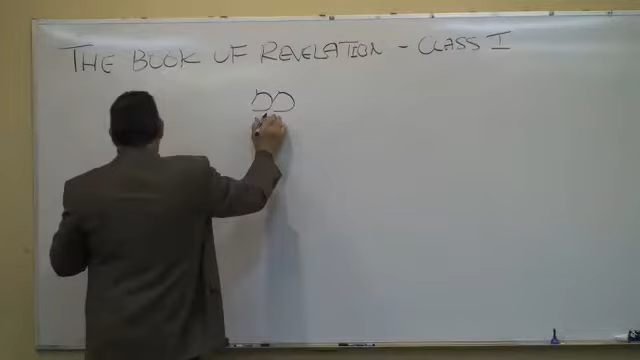 THE BOOK OF REVELATION - CLASS I